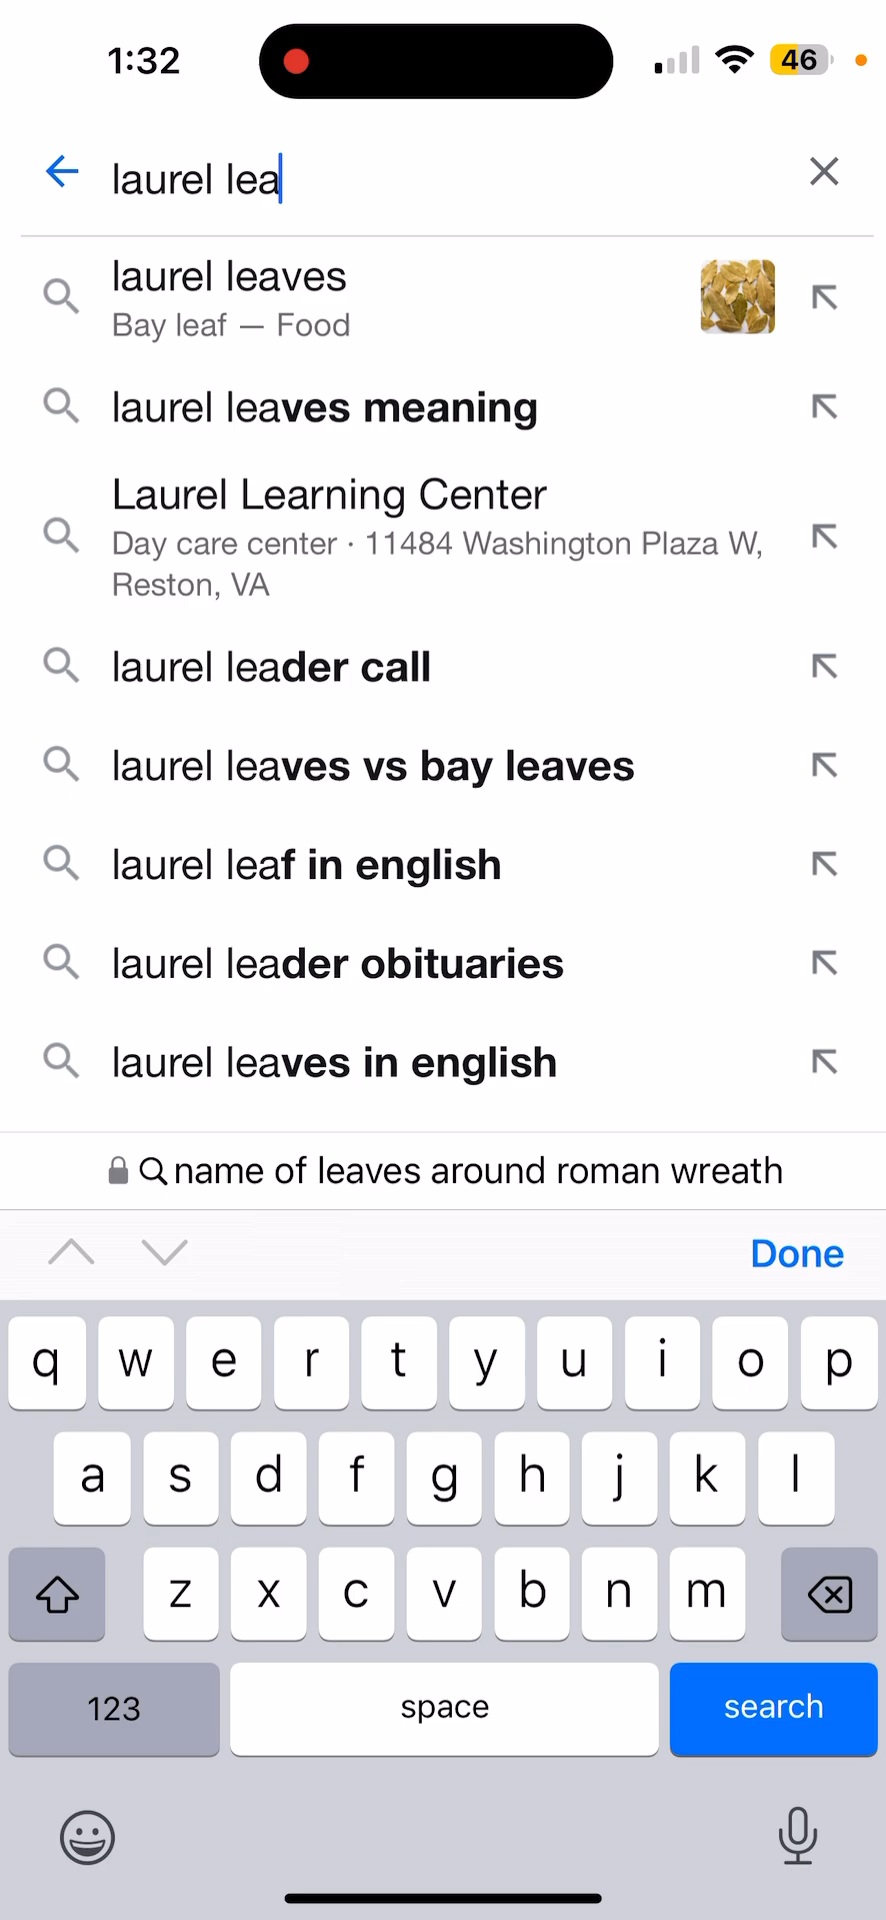 1:32
46
laurel lea
laurel leaves
Bay leaf — Food
laurel leaves meaning
Laurel Learning Center
Day care center · 11484 Washington Plaza W,
Reston, VA
laurel leader call
laurel leaves vs bay leaves
laurel leaf in english
laurel leader obituaries
laurel leaves in english
name of leaves around roman wreath
Done
q w e r t y u i o p
a s d f g h j k l
z x c v b n m
123 space search